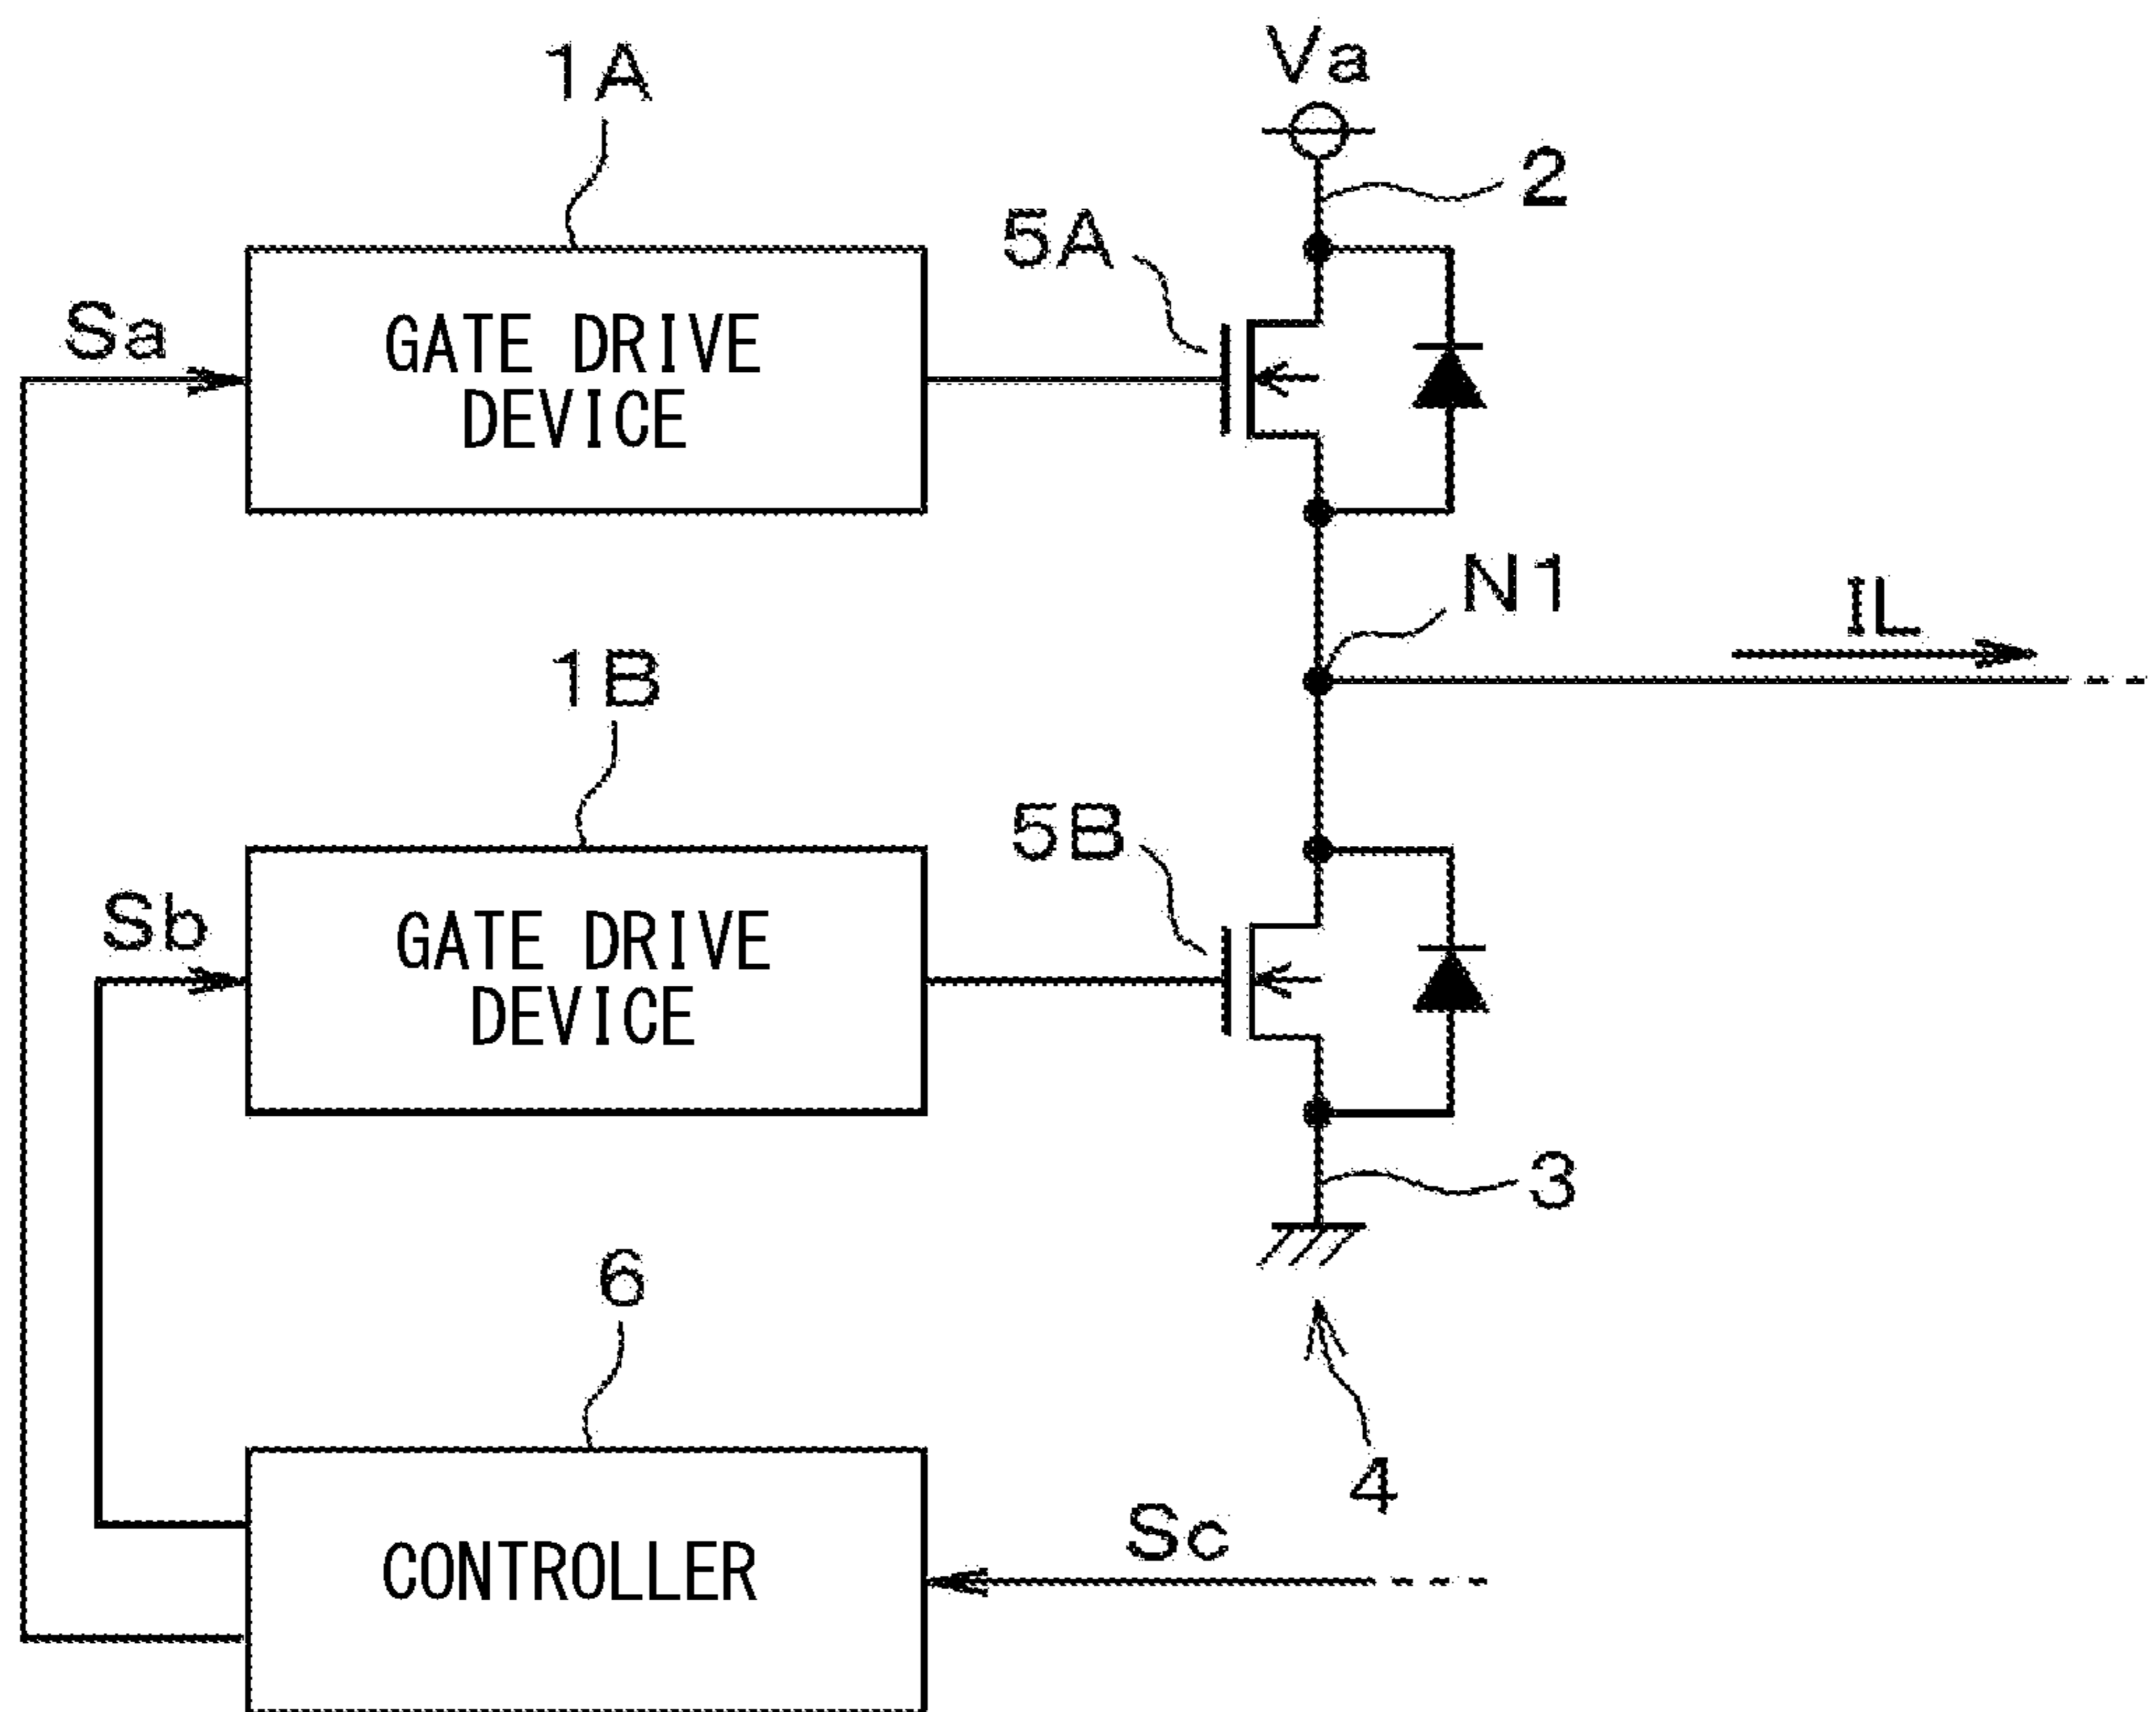 1A
Va
2
5A
Sa
GATE DRIVE
DEVICE
N1
IL
1B
5B
Sb
GATE DRIVE
DEVICE
3
6
4
Sc
CONTROLLER